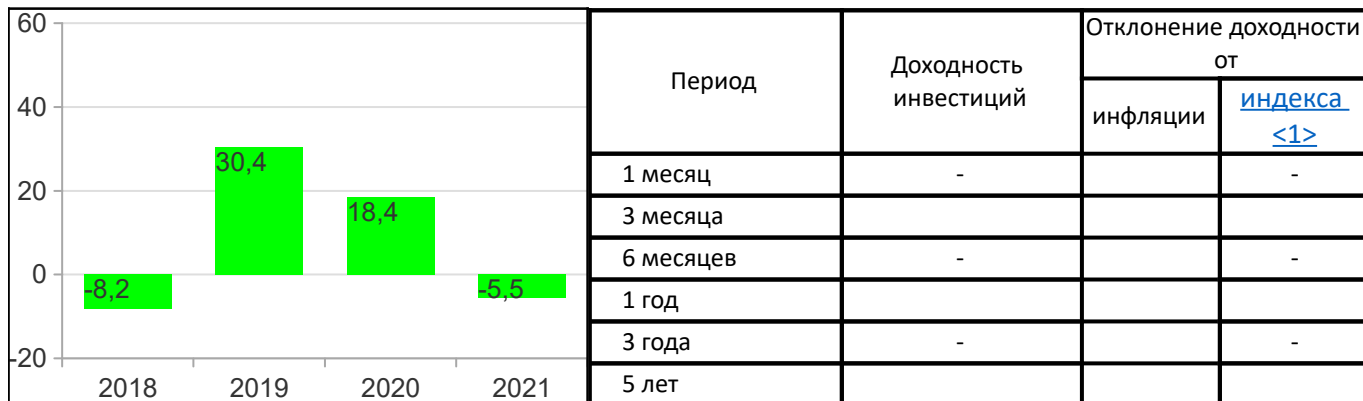 60
40
20
0
-20
30,4
18,4
-8,2
-5,5
2018 2019 2020 2021
Период
Доходность
инвестиций
Отклонение доходности
от
инфляции
индекса
<1>
1 месяц - -
3 месяца
6 месяцев - -
1 год
3 года - -
5 лет